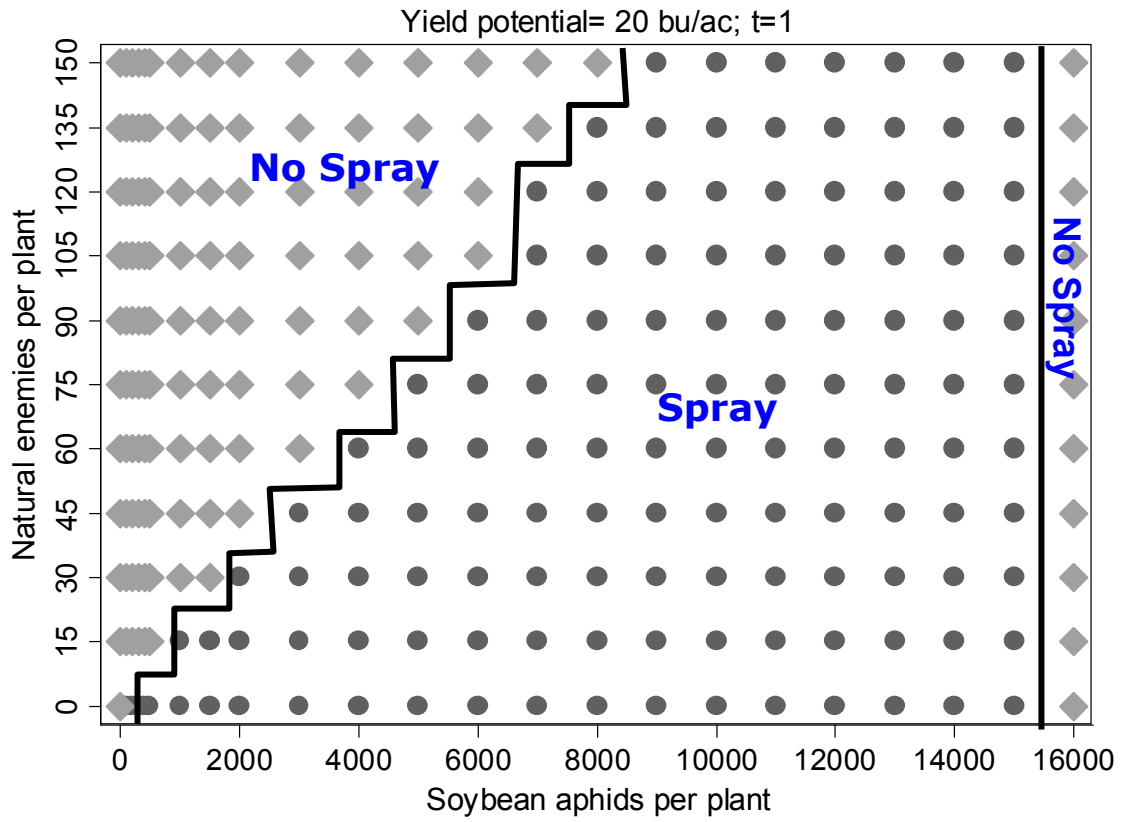 Yield potential= 20 bu/ac; t=1
Natural enemies per plant
150
135
120
105
90
75
60
45
30
15
0
No Spray
Spray
No Spray
0 2000 4000 6000 8000 10000 12000 14000 16000
Soybean aphids per plant